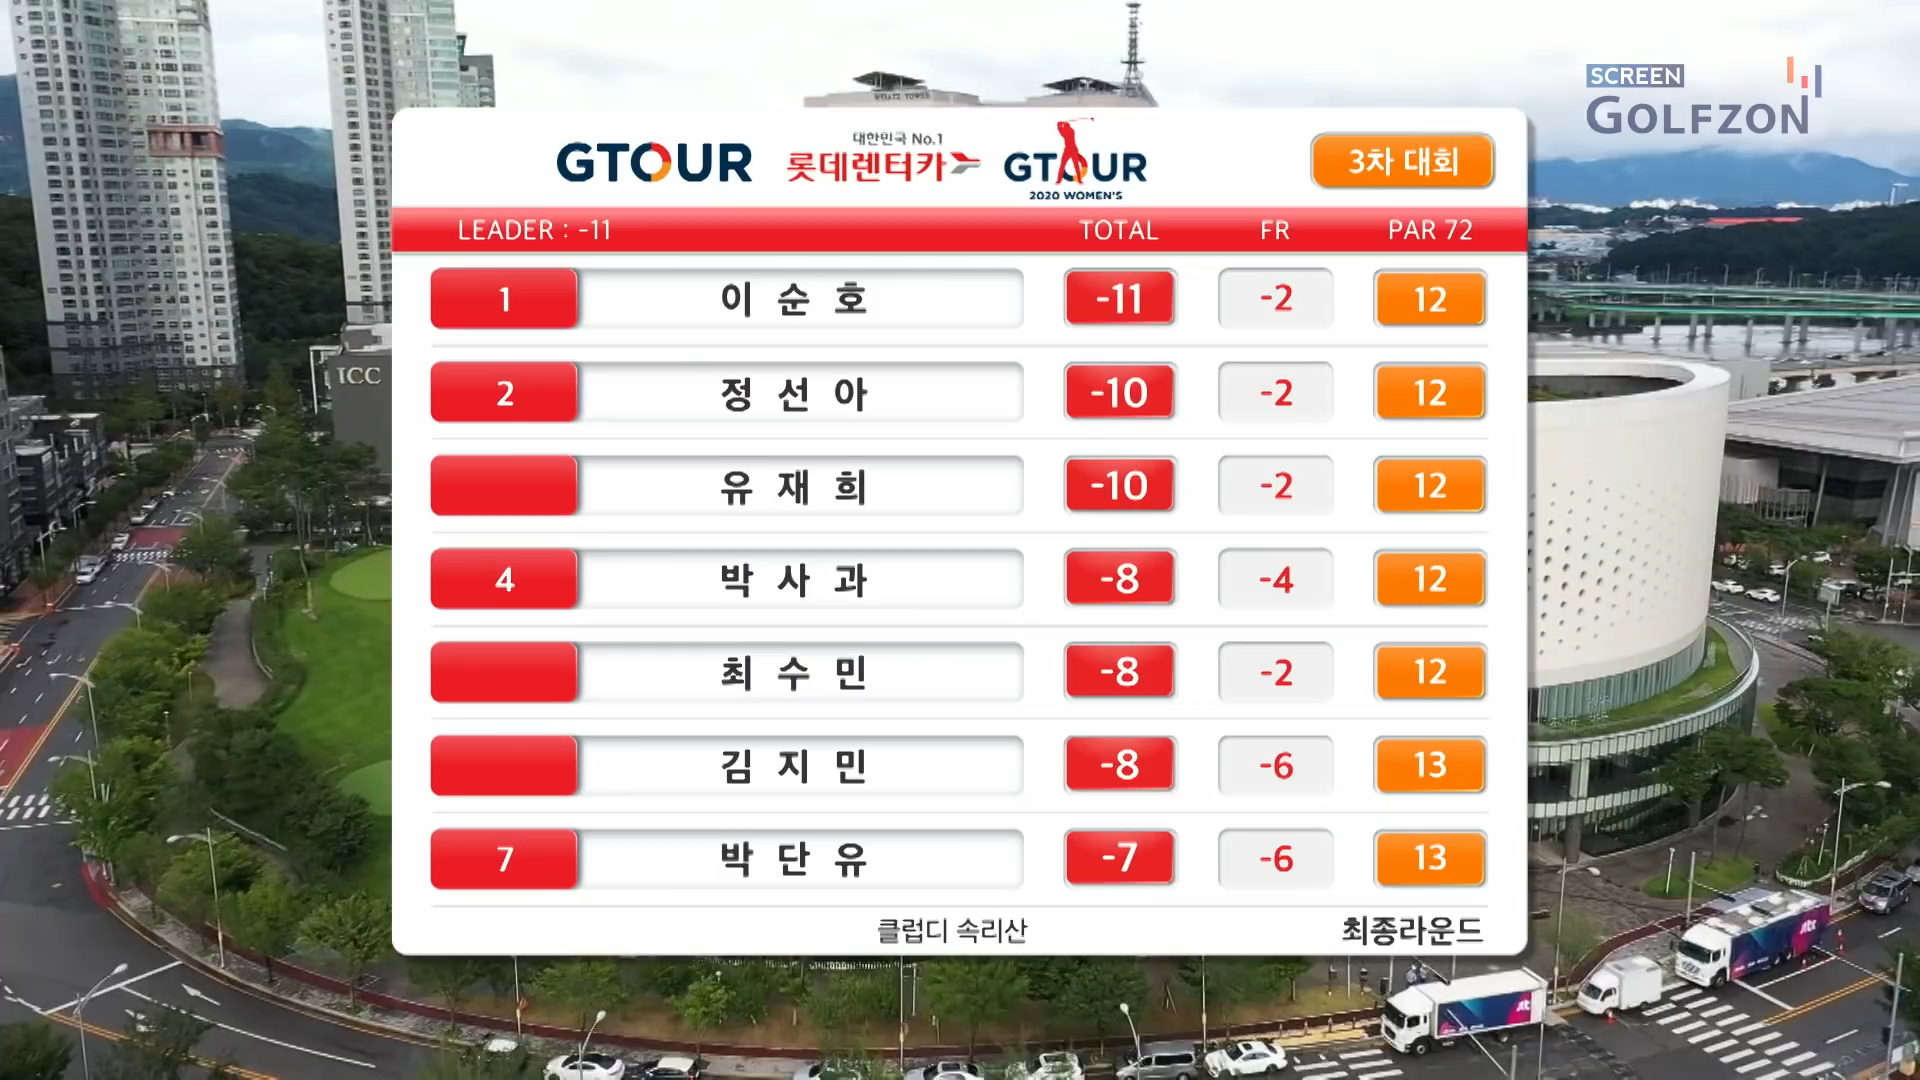 SCREEN
GOLFZON
GTOUR
대한민국 No.1
롯데렌터카
GTOUR
2020 WOMEN'S
3차 대회
LEADER : -11 TOTAL FR PAR 72
1 이 순 호 -11 -2 12
2 정 선 아 -10 -2 12
유 재 희 -10 -2 12
4 박 사 과 -8 -4 12
최 수 민 -8 -2 12
김 지 민 -8 -6 13
7 박 단 유 -7 -6 13
클럽디 속리산 최종라운드
ICC